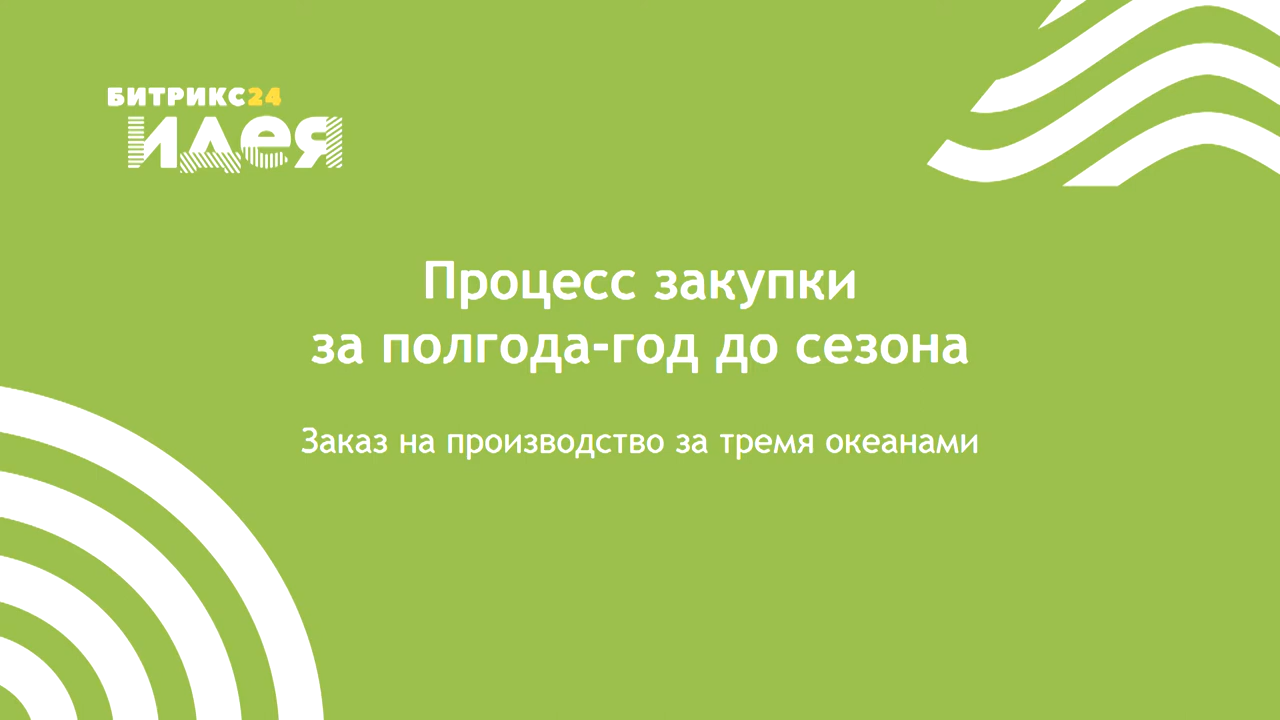 БИТРИКС24
идея
Процесс закупки
за полгода-год до сезона
Заказ на производство за тремя океанами